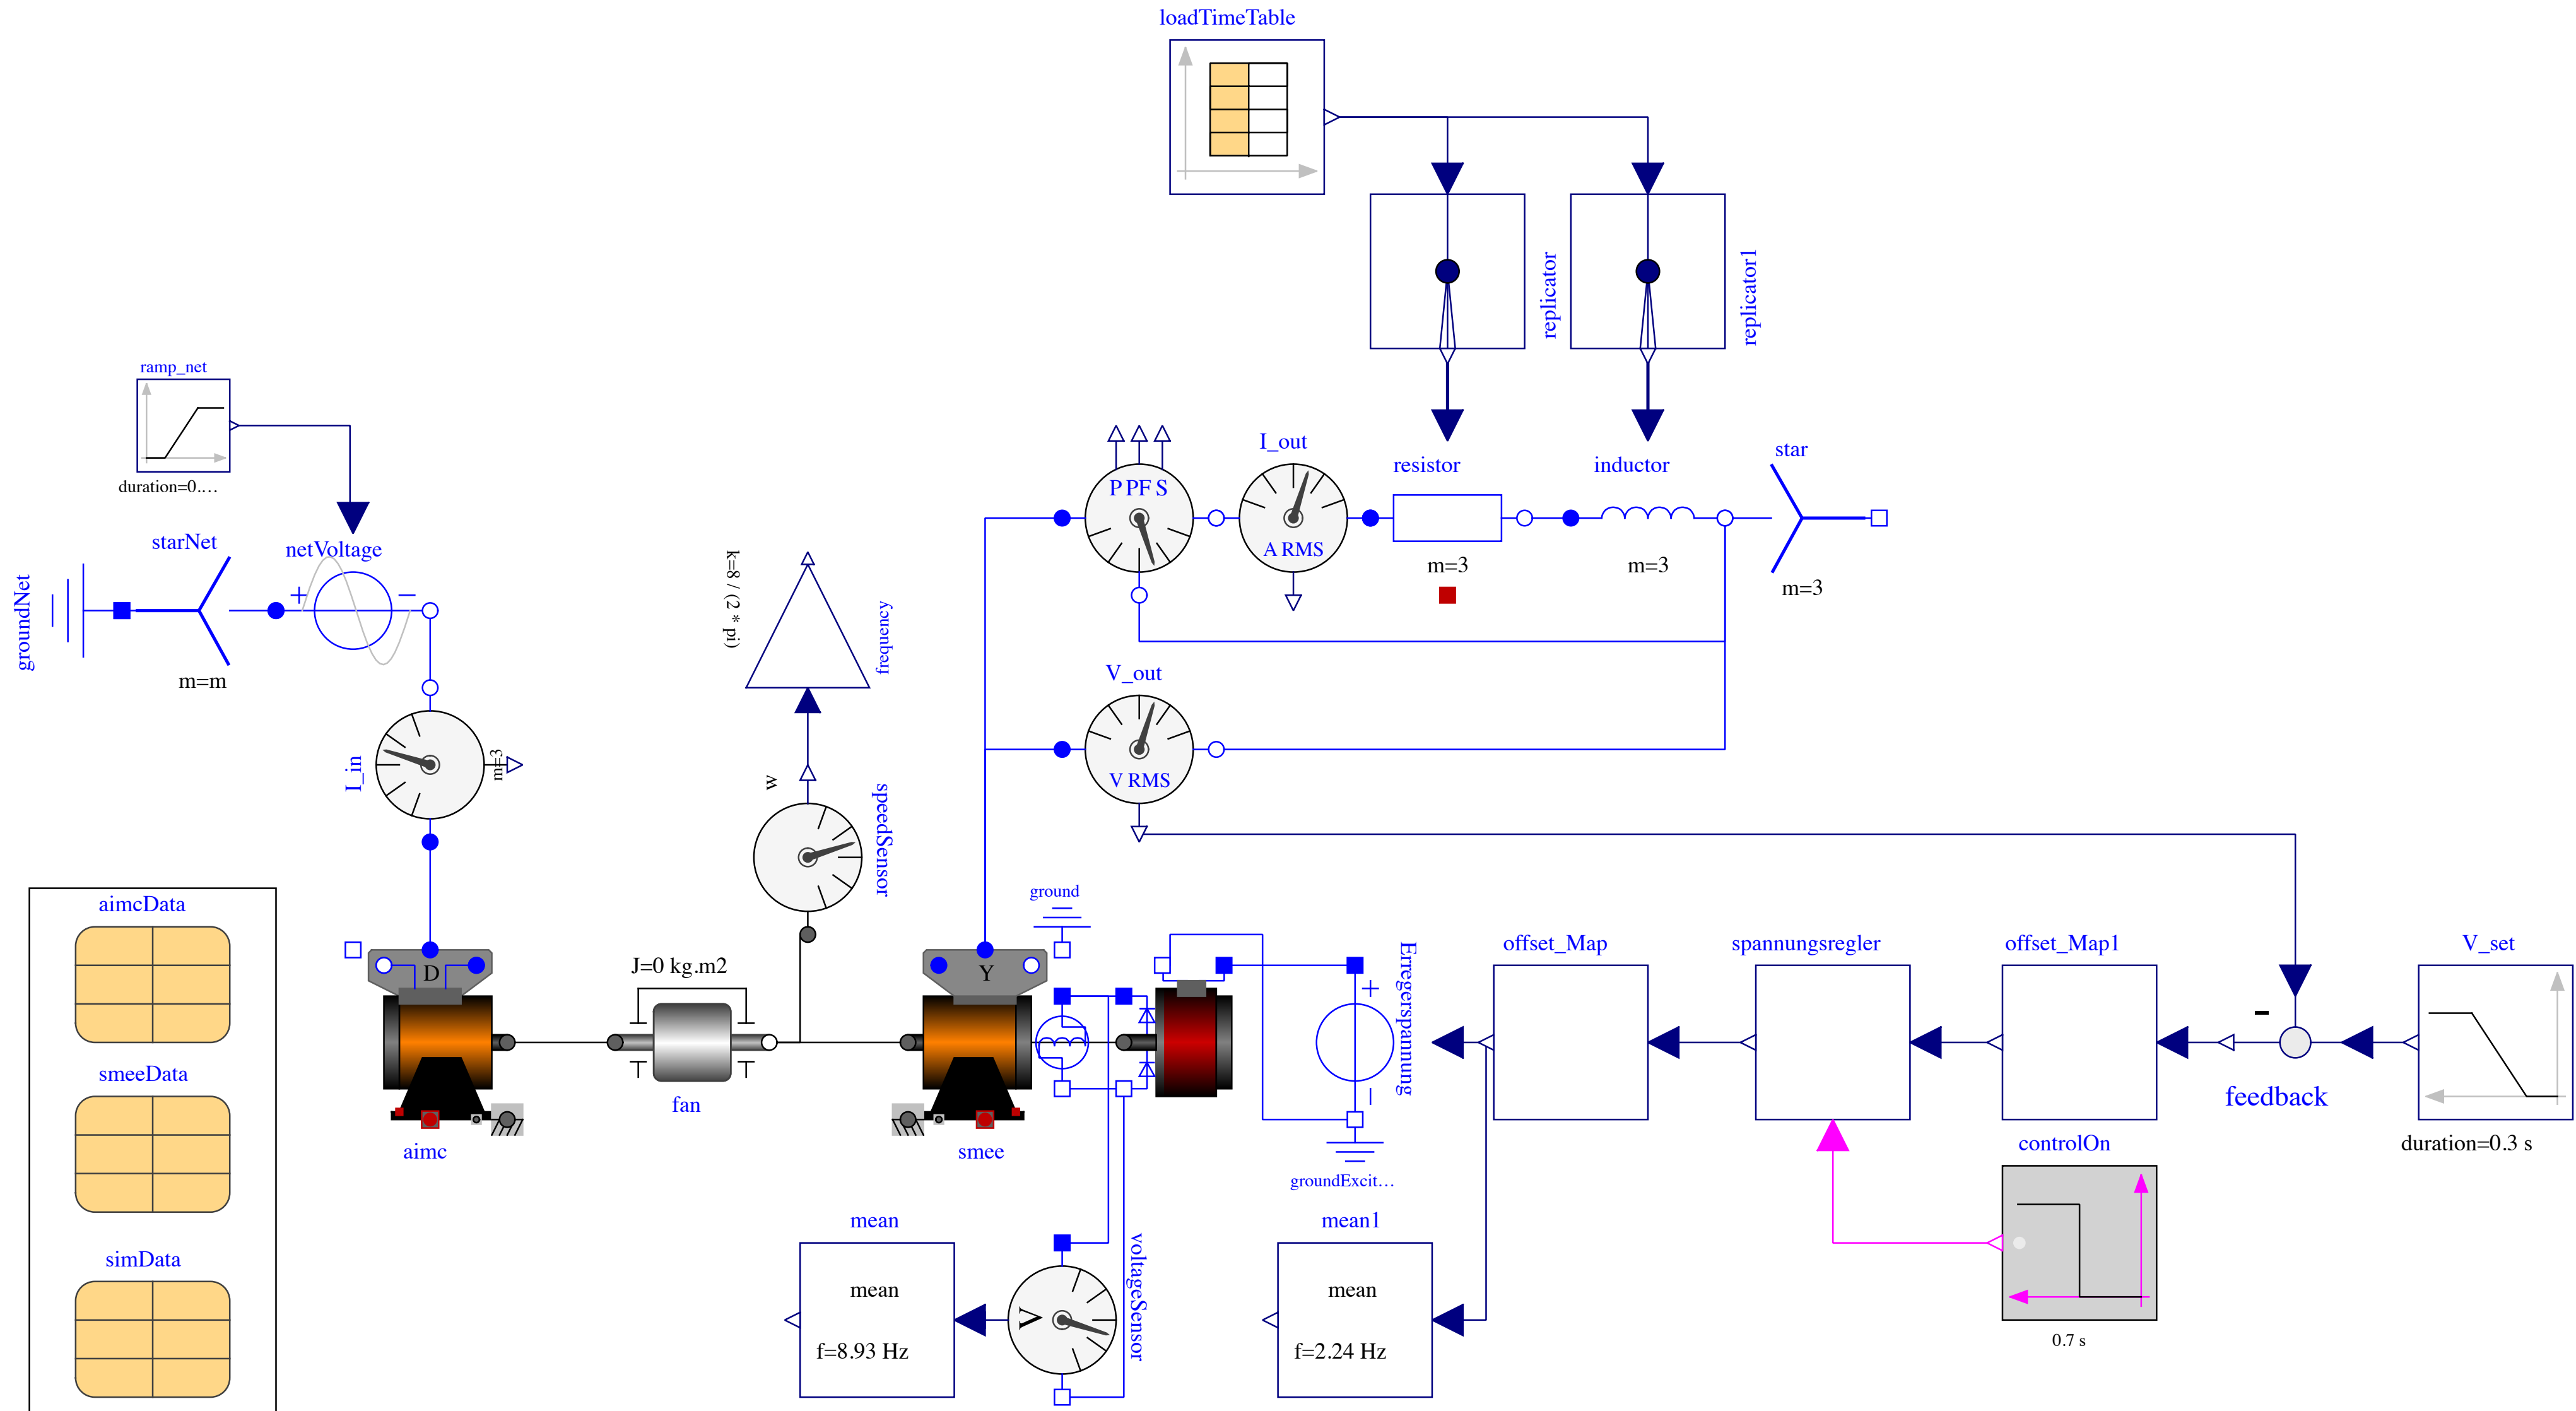 loadTimeTable
replicator
replicator1
ramp_net
duration=0.…
I_out
P PF S
A RMS
resistor
m=3
inductor
m=3
star
m=3
groundNet
starNet
m=m
netVoltage
+
−
k=8 / (2 * pi)
frequency
V_out
V RMS
I_in
m=3
w
speedSensor
aimcData
smeeData
simData
D
aimc
J=0 kg.m2
fan
ground
Y
smee
Erregerspannung
+
−
groundExcit…
offset_Map
spannungsregler
offset_Map1
-
feedback
V_set
duration=0.3 s
controlOn
0.7 s
mean
mean
f=8.93 Hz
V
voltageSensor
mean1
mean
f=2.24 Hz